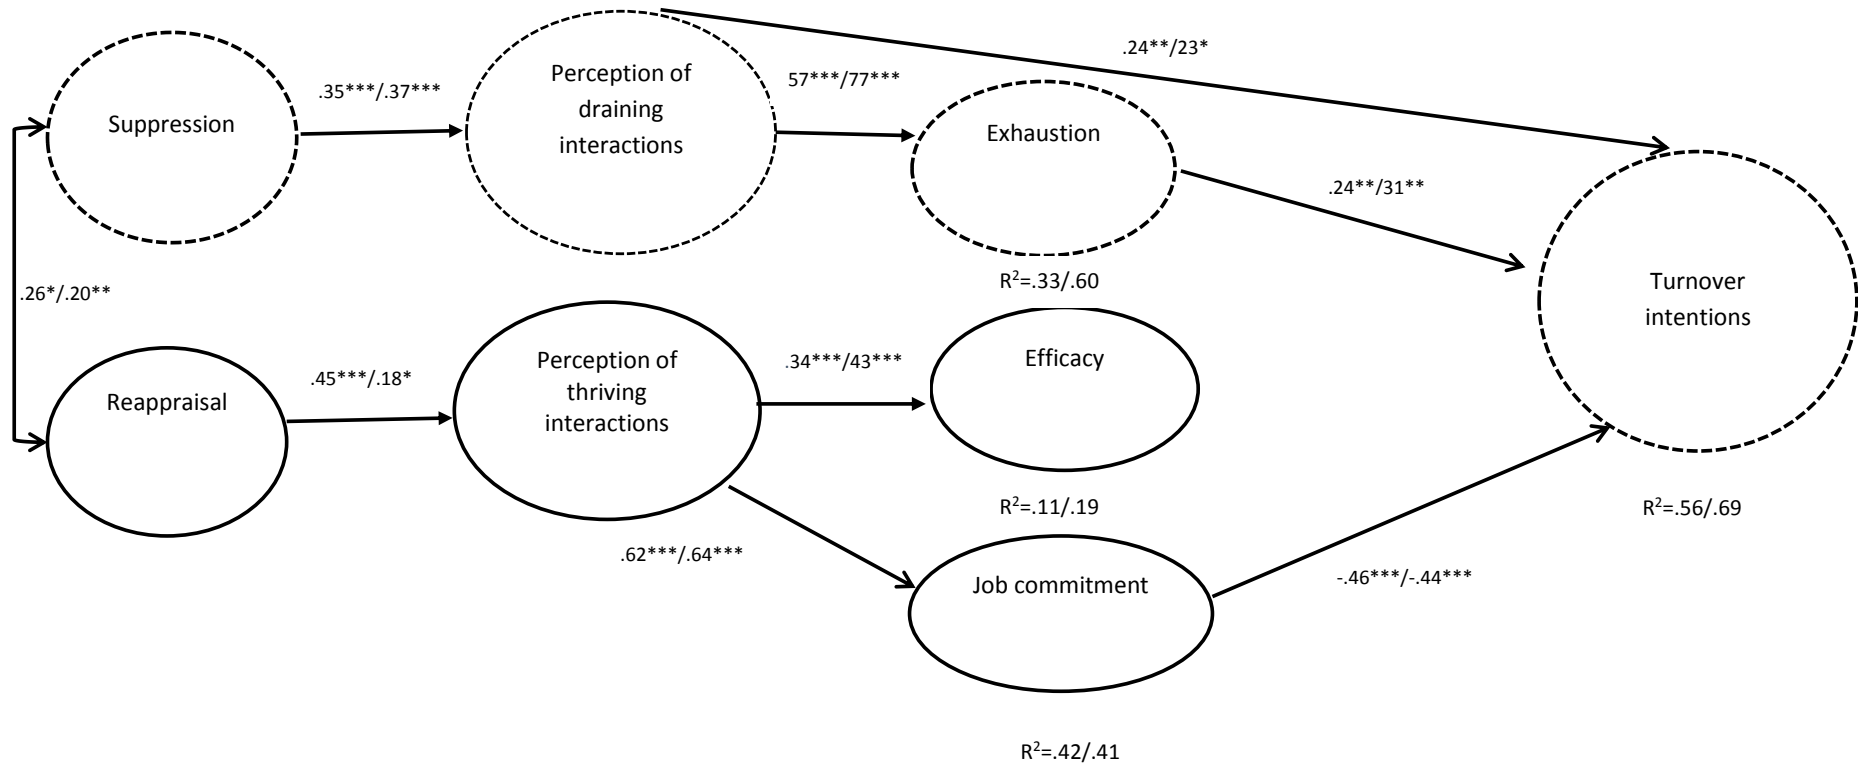 .24**/23*
Perception of
draining
interactions
57***/77***
.35***/.37***
Suppression
Exhaustion
.24**/31**
R²=.33/.60
Turnover
intentions
.26*/.20**
Perception of
thriving
interactions
.34***/43***
Efficacy
.45***/.18*
Reappraisal
R²=.11/.19
R²=.56/.69
.62***/.64***
Job commitment
-.46***/-.44***
R²=.42/.41